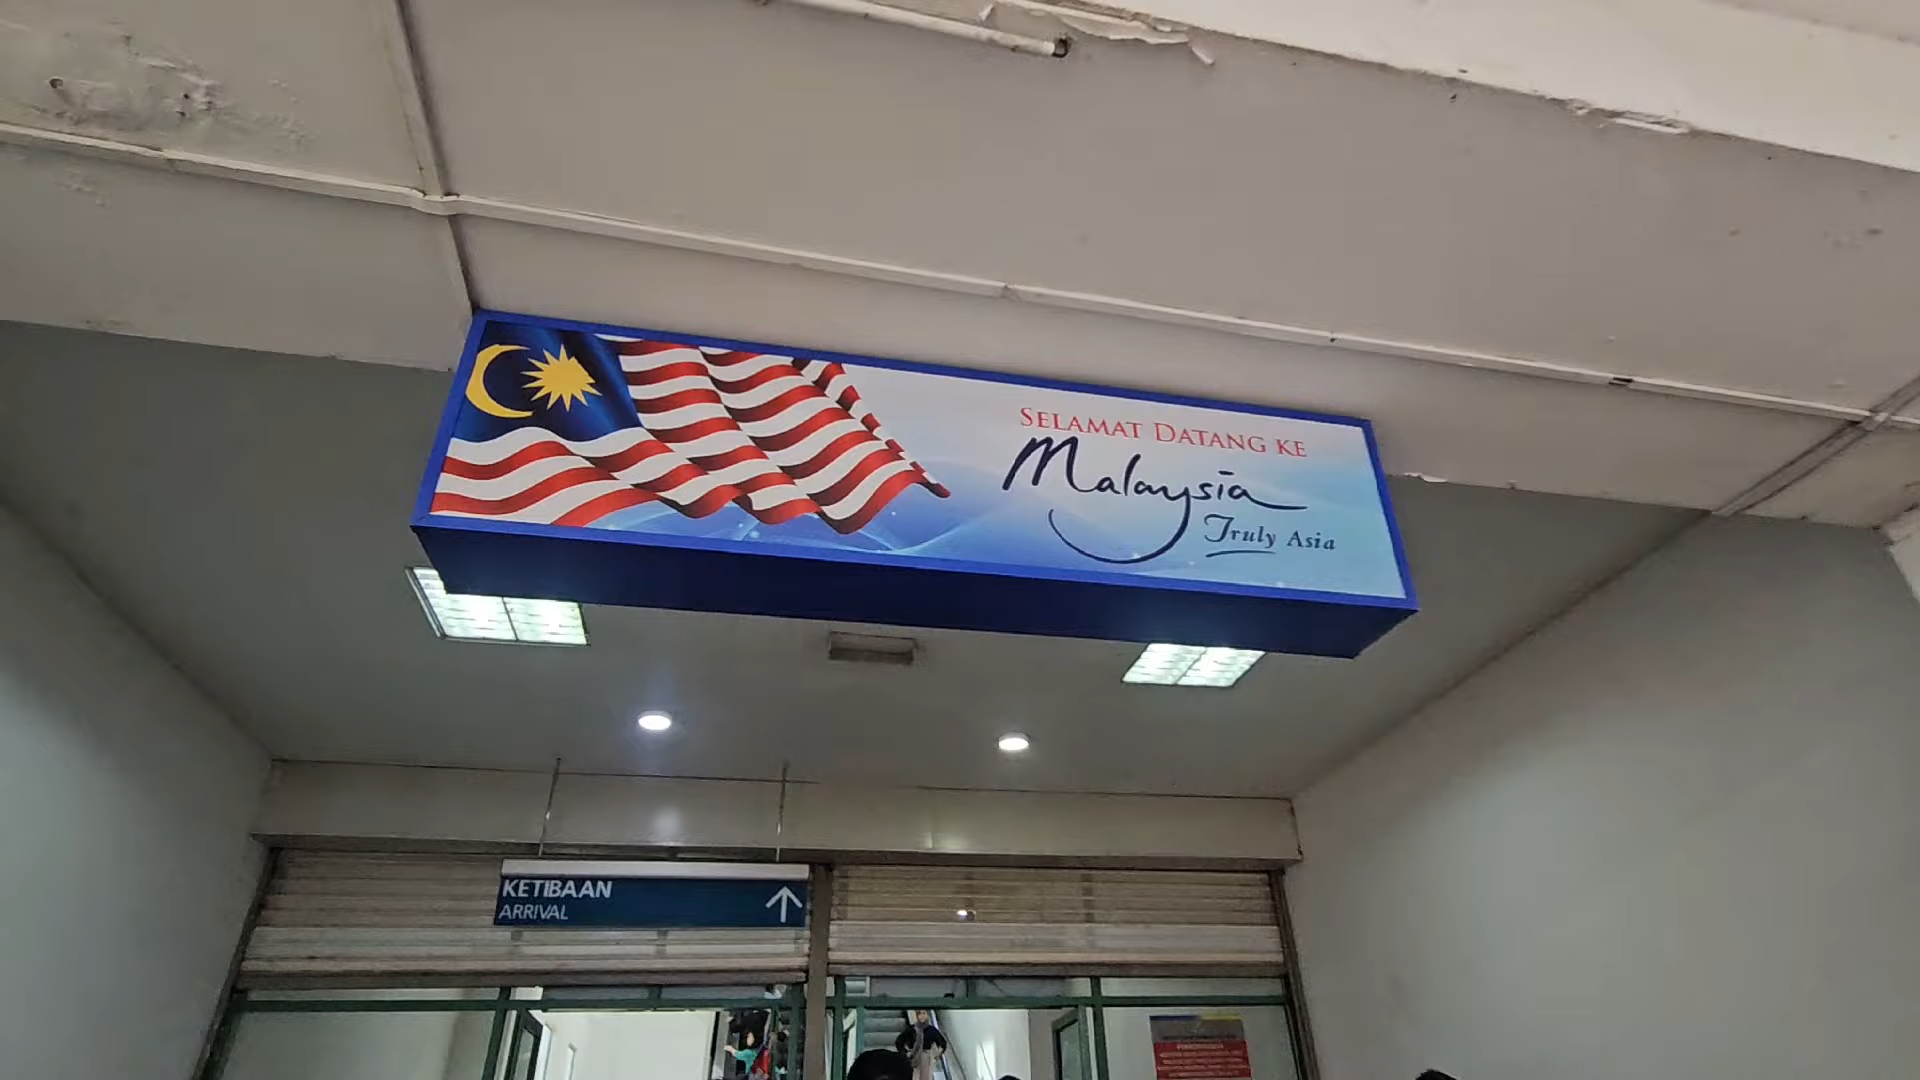 SELAMAT DATANG KE
Malaysia
Truly Asia
KETIBAAN
ARRIVAL